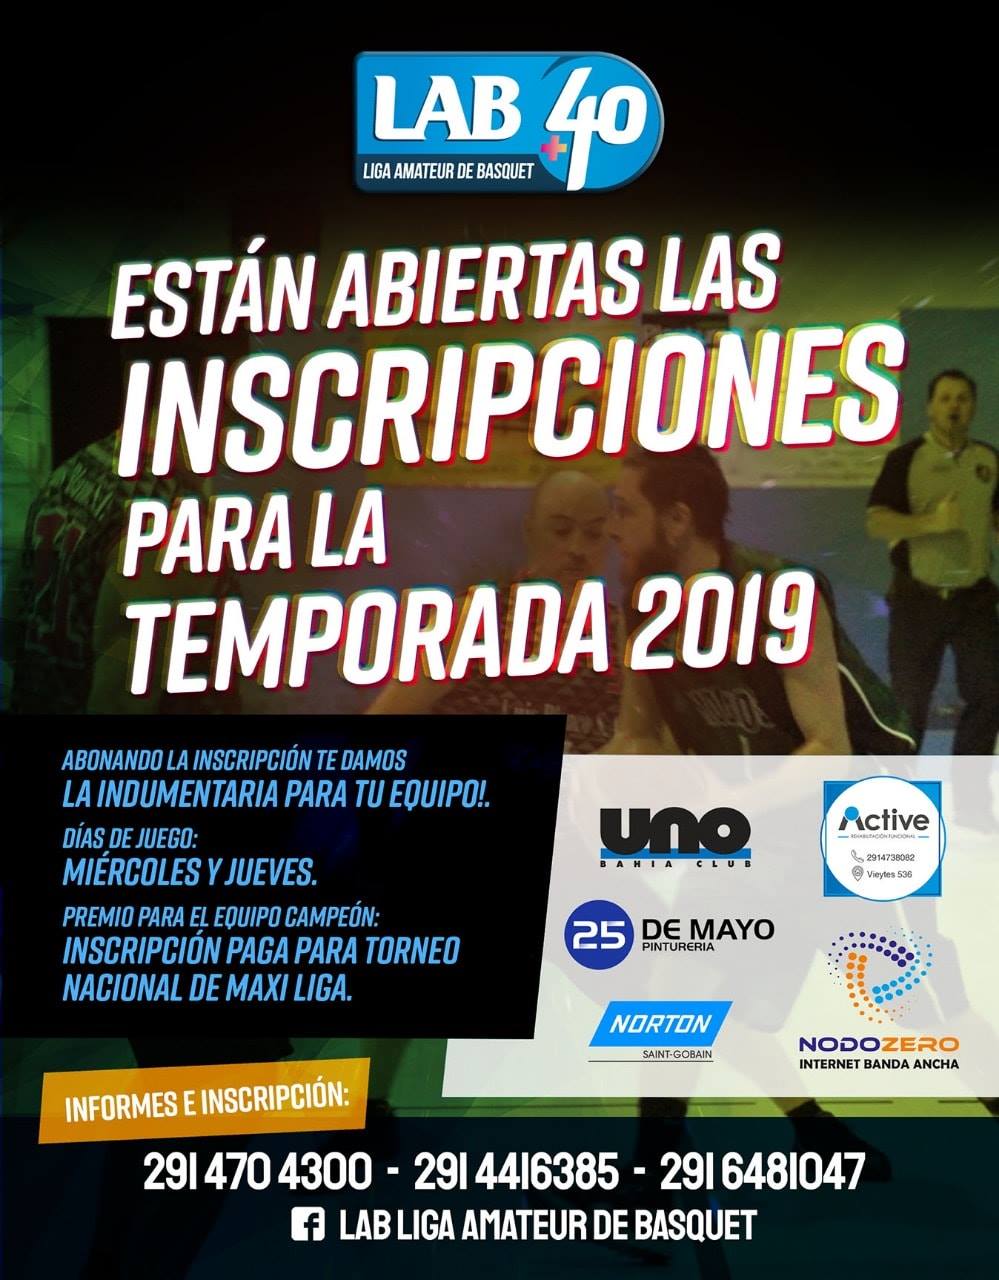 LAB +40
LIGA AMATEUR DE BASQUET
ESTÁN ABIERTAS LAS
INSCRIPCIONES
PARA LA
TEMPORADA 2019
ABONANDO LA INSCRIPCIÓN TE DAMOS
LA INDUMENTARIA PARA TU EQUIPO!.
DÍAS DE JUEGO:
MIÉRCOLES Y JUEVES.
PREMIO PARA EL EQUIPO CAMPEÓN:
INSCRIPCIÓN PAGA PARA TORNEO
NACIONAL DE MAXI LIGA.
UNO
BAHIA CLUB
Active
REHABILITACIÓN FUNCIONAL
2914738082
Vieytes 536
25 DE MAYO
PINTURERIA
NORTON
SAINT-GOBAIN
NODOZERO
INTERNET BANDA ANCHA
INFORMES E INSCRIPCIÓN:
291 470 4300 - 291 4416385 - 291 6481047
LAB LIGA AMATEUR DE BASQUET